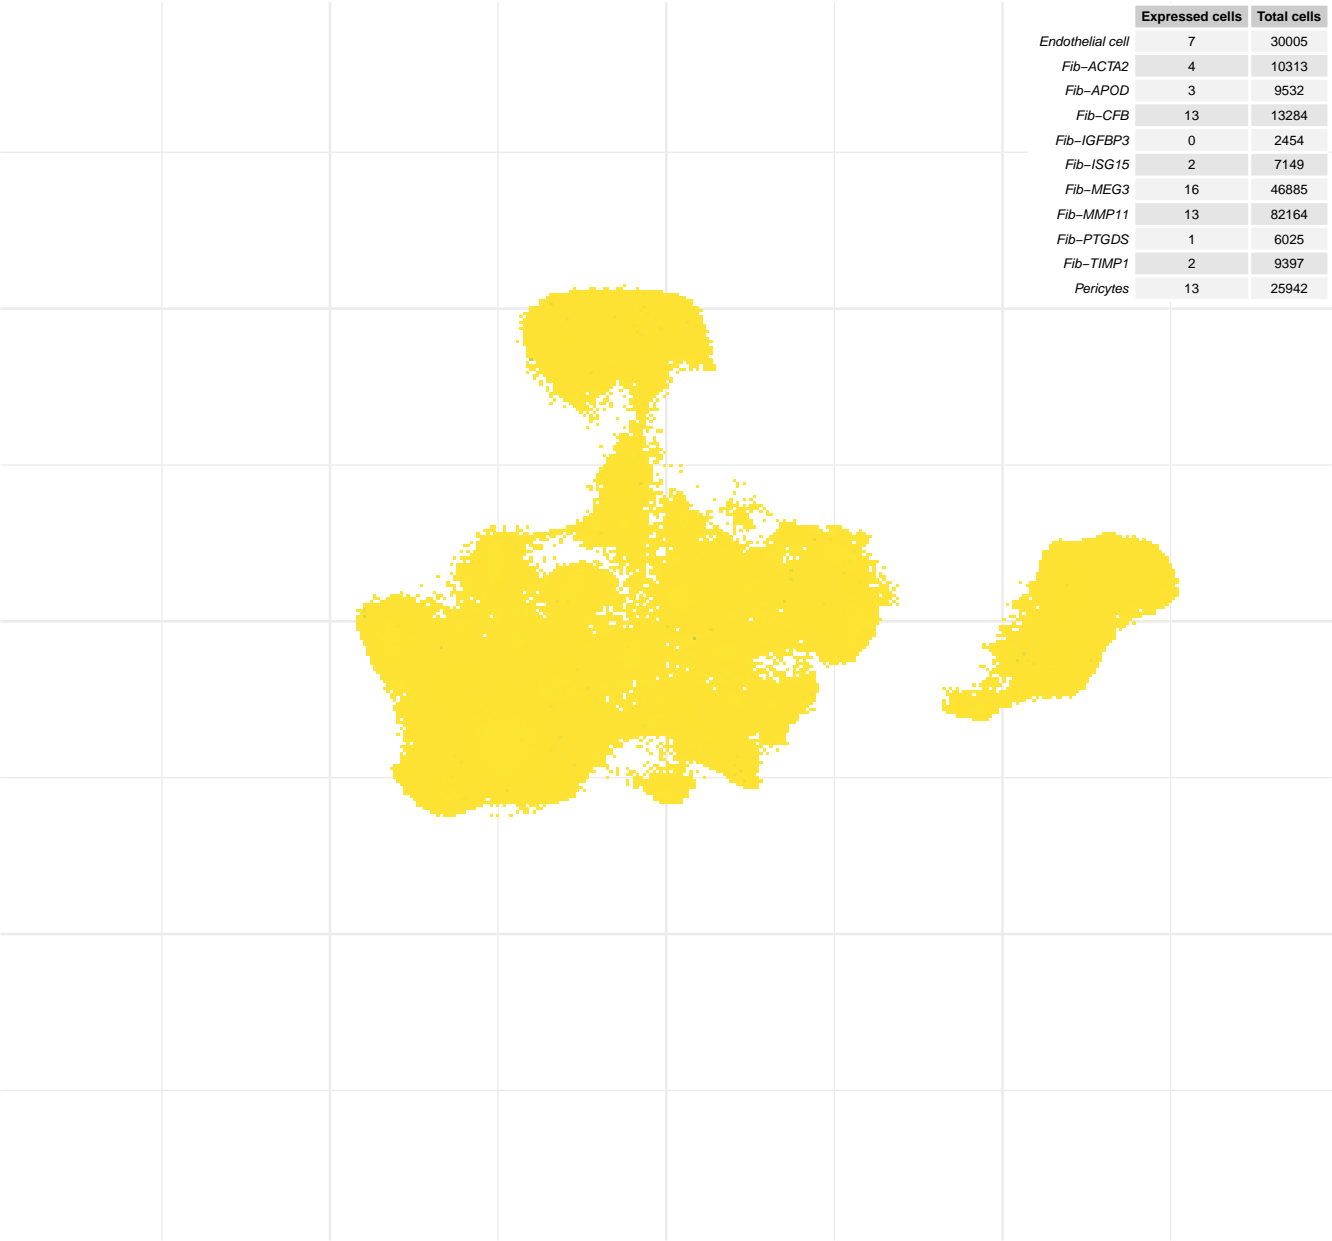 Expressed cells Total cells
Endothelial cell 7 30005
Fib−ACTA2 4 10313
Fib−APOD 3 9532
Fib−CFB 13 13284
Fib−IGFBP3 0 2454
Fib−ISG15 2 7149
Fib−MEG3 16 46885
Fib−MMP11 13 82164
Fib−PTGDS 1 6025
Fib−TIMP1 2 9397
Pericytes 13 25942